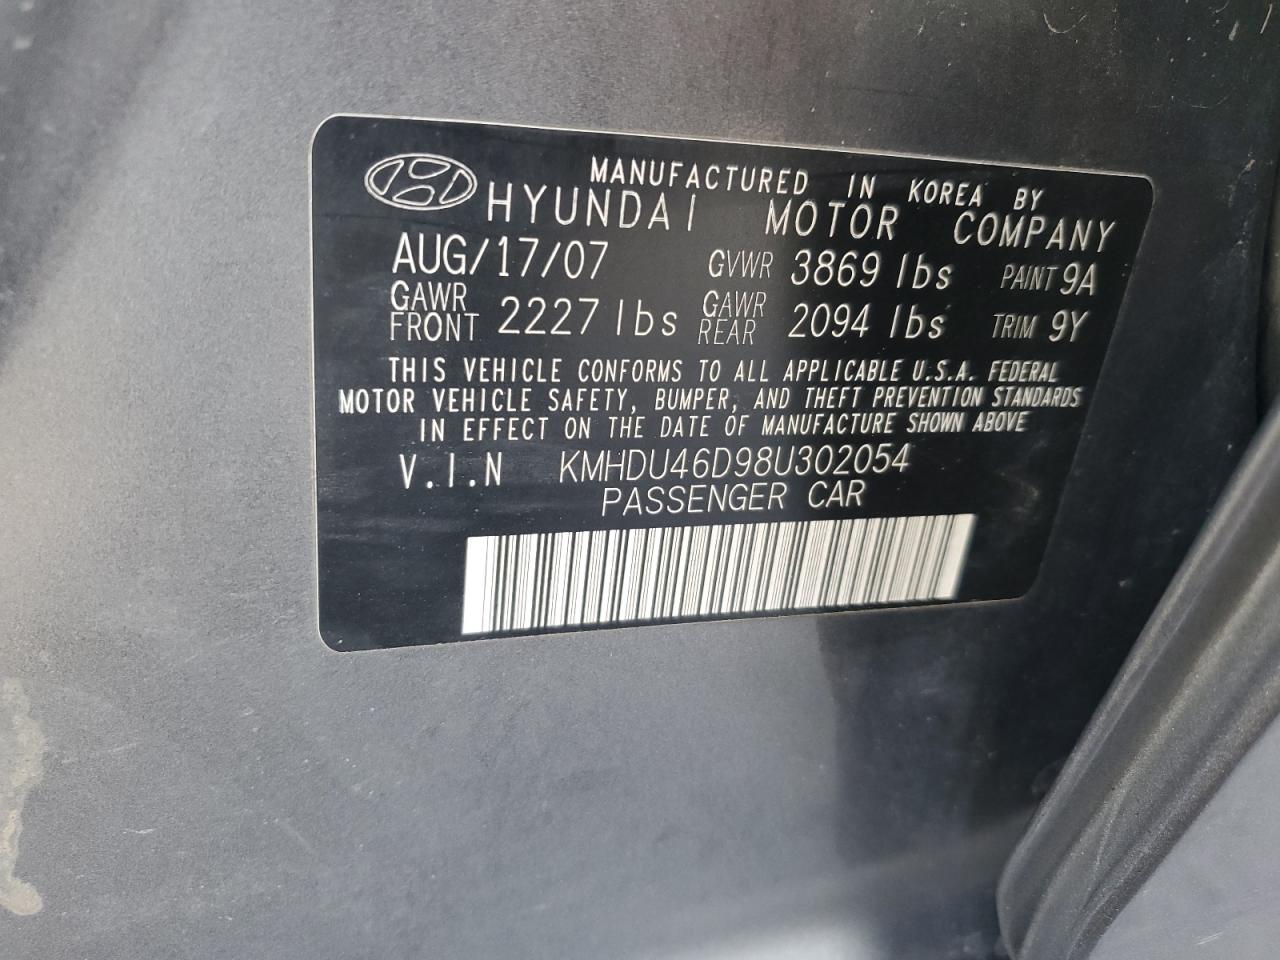 MANUFACTURED IN KOREA BY
HYUNDAI MOTOR COMPANY
AUG/17/07 GVWR 3869 lbs PAINT 9A
GAWR FRONT 2227 lbs GAWR REAR 2094 lbs TRIM 9Y
THIS VEHICLE CONFORMS TO ALL APPLICABLE U.S.A. FEDERAL
MOTOR VEHICLE SAFETY, BUMPER, AND THEFT PREVENTION STANDARDS
IN EFFECT ON THE DATE OF MANUFACTURE SHOWN ABOVE
V.I.N KMHDU46D98U302054
PASSENGER CAR